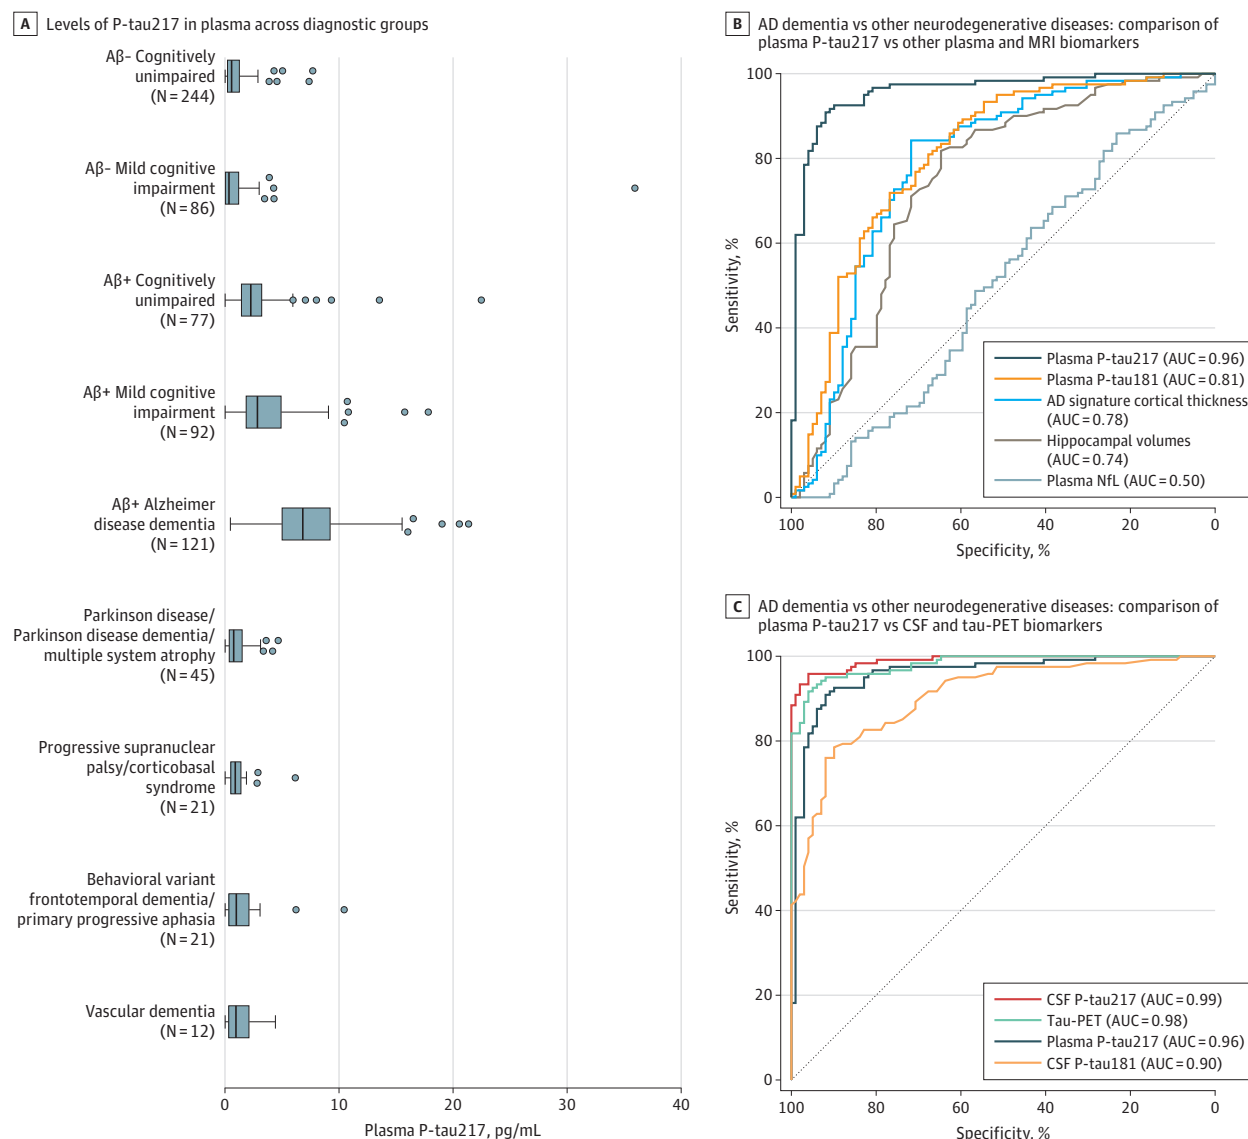 A Levels of P-tau217 in plasma across diagnostic groups
Aβ− Cognitively
unimpaired
(N = 244)
Aβ− Mild cognitive
impairment
(N = 86)
Aβ+ Cognitively
unimpaired
(N = 77)
Aβ+ Mild cognitive
impairment
(N = 92)
Aβ+ Alzheimer
disease dementia
(N = 121)
Parkinson disease/
Parkinson disease dementia/
multiple system atrophy
(N = 45)
Progressive supranuclear
palsy/corticobasal
syndrome
(N = 21)
Behavioral variant
frontotemporal dementia/
primary progressive aphasia
(N = 21)
Vascular dementia
(N = 12)
0 10 20 30 40
Plasma P-tau217, pg/mL
B AD dementia vs other neurodegenerative diseases: comparison of
plasma P-tau217 vs other plasma and MRI biomarkers
100
80
60
40
20
0
Sensitivity, %
Plasma P-tau217 (AUC = 0.96)
Plasma P-tau181 (AUC = 0.81)
AD signature cortical thickness
(AUC = 0.78)
Hippocampal volumes
(AUC = 0.74)
Plasma NfL (AUC = 0.50)
100 80 60 40 20 0
Specificity, %
C AD dementia vs other neurodegenerative diseases: comparison of
plasma P-tau217 vs CSF and tau-PET biomarkers
100
80
60
40
20
0
Sensitivity, %
CSF P-tau217 (AUC = 0.99)
Tau-PET (AUC = 0.98)
Plasma P-tau217 (AUC = 0.96)
CSF P-tau181 (AUC = 0.90)
100 80 60 40 20 0
Specificity, %